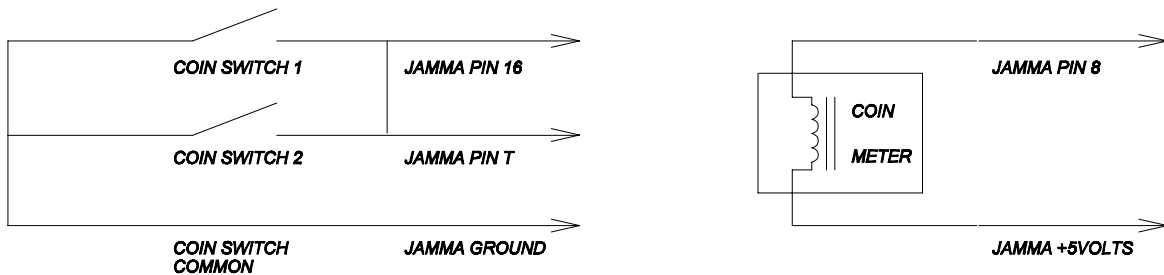 COIN SWITCH 1
JAMMA PIN 16
COIN SWITCH 2
JAMMA PIN T
COIN SWITCH
COMMON
JAMMA GROUND
JAMMA PIN 8
COIN
METER
JAMMA +5VOLTS